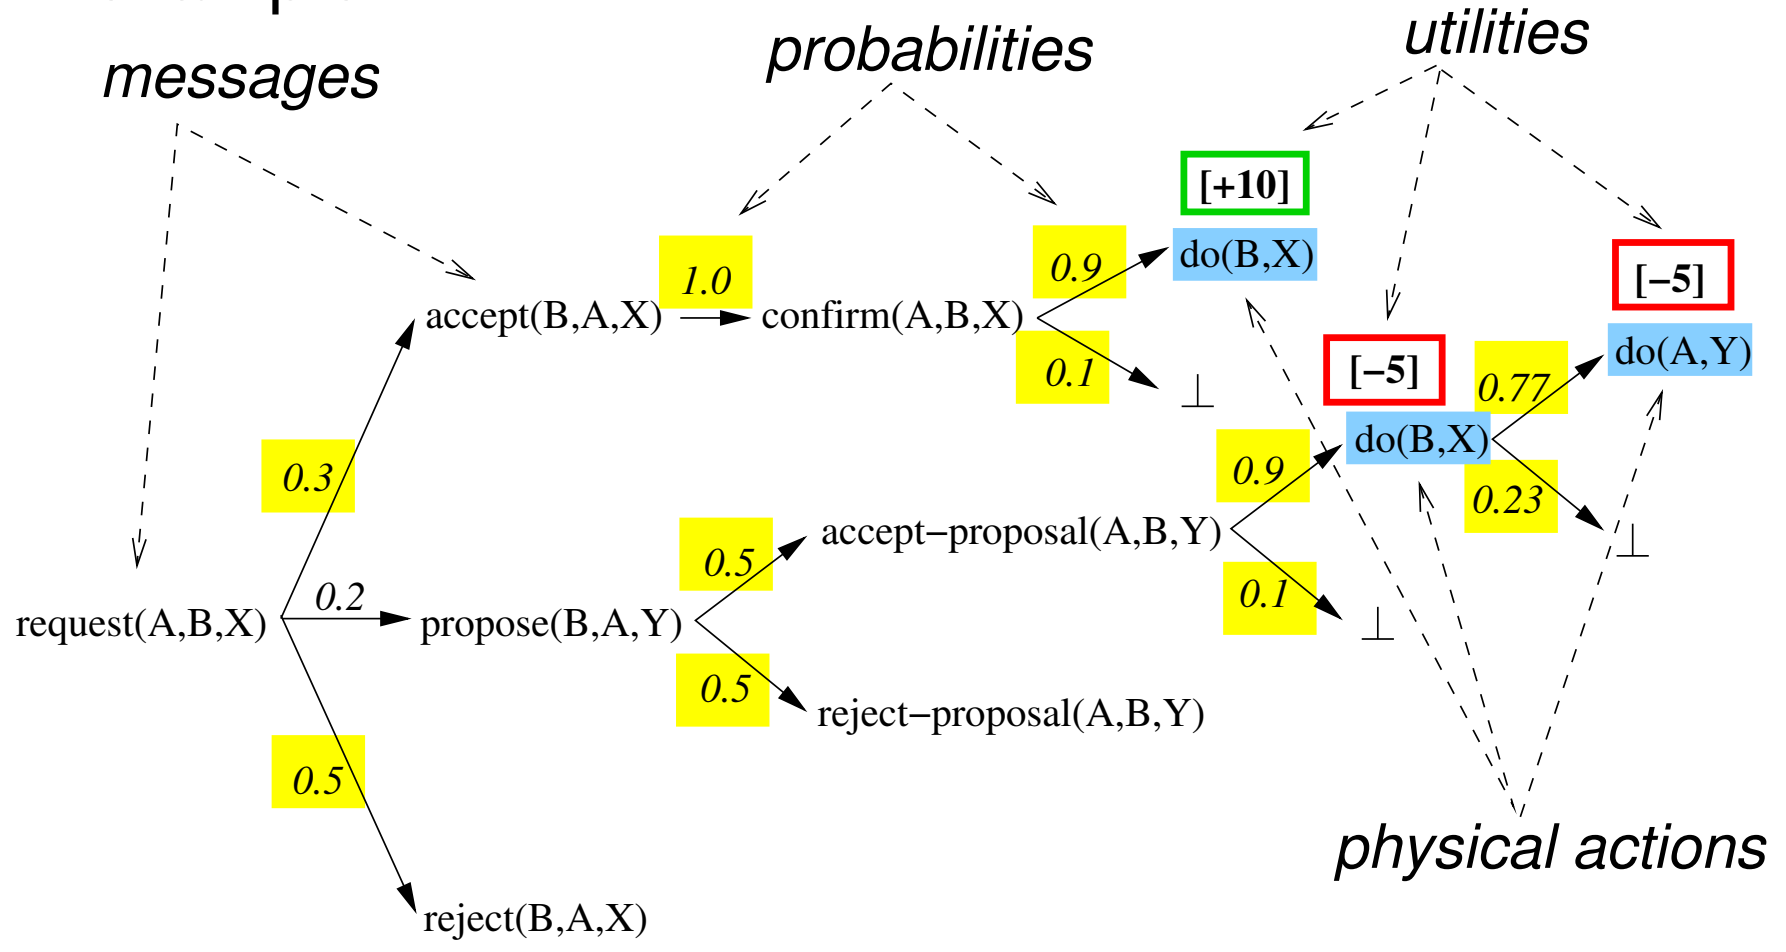 messages
probabilities
utilities
[+10]
do(B,X)
[−5]
do(A,Y)
0.9
1.0
accept(B,A,X)
confirm(A,B,X)
0.1
⊥
[−5]
0.77
do(B,X)
0.9
0.23
⊥
0.3
0.5
accept−proposal(A,B,Y)
0.1
⊥
0.2
request(A,B,X)
propose(B,A,Y)
0.5
reject−proposal(A,B,Y)
0.5
physical actions
reject(B,A,X)